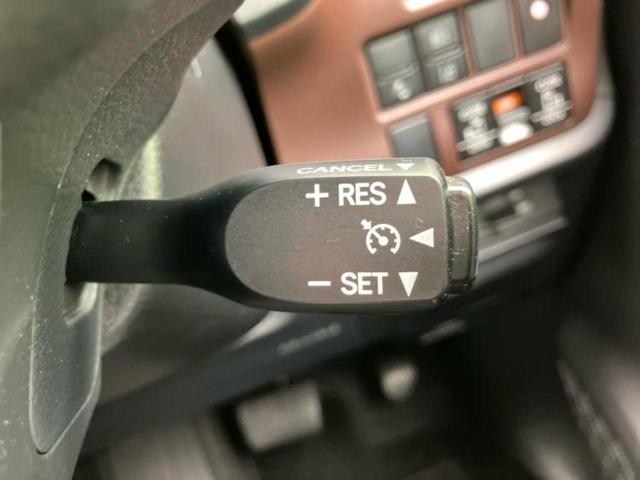 CANCEL ▼
+ RES ▲
◀
− SET ▼